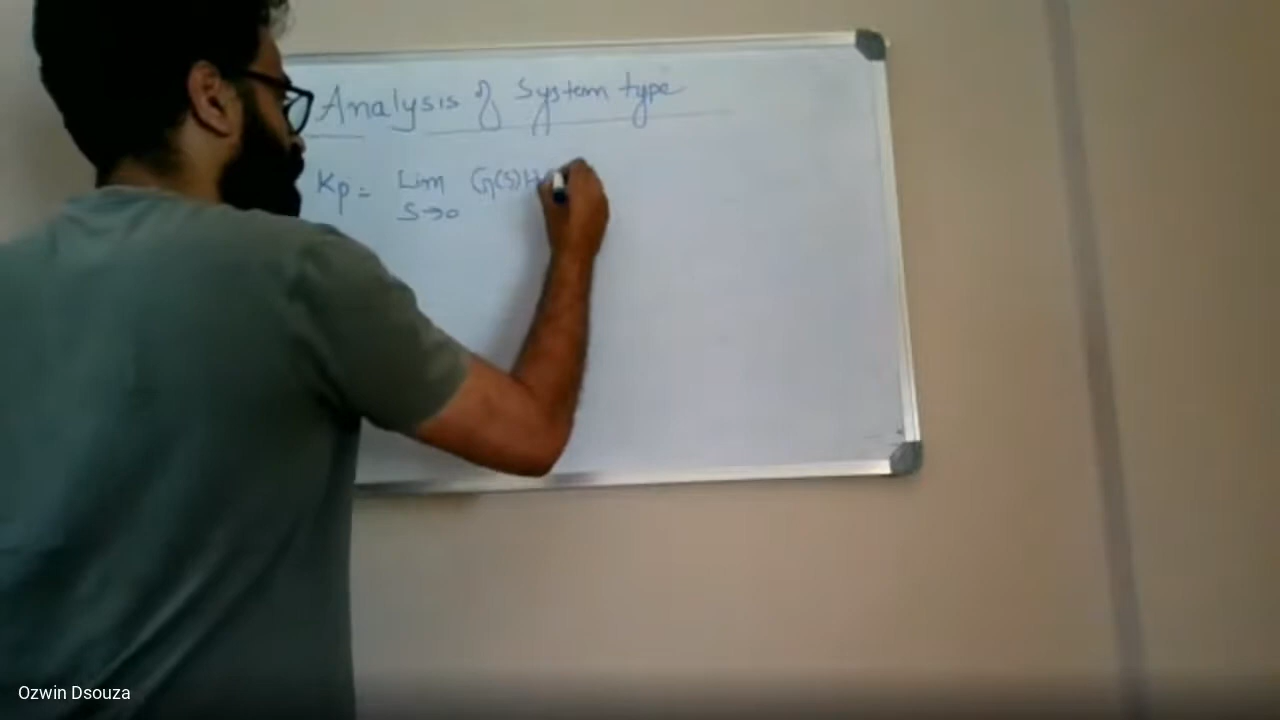 Analysis of System type
Kp = Lim G(s)H
S→0
Ozwin Dsouza